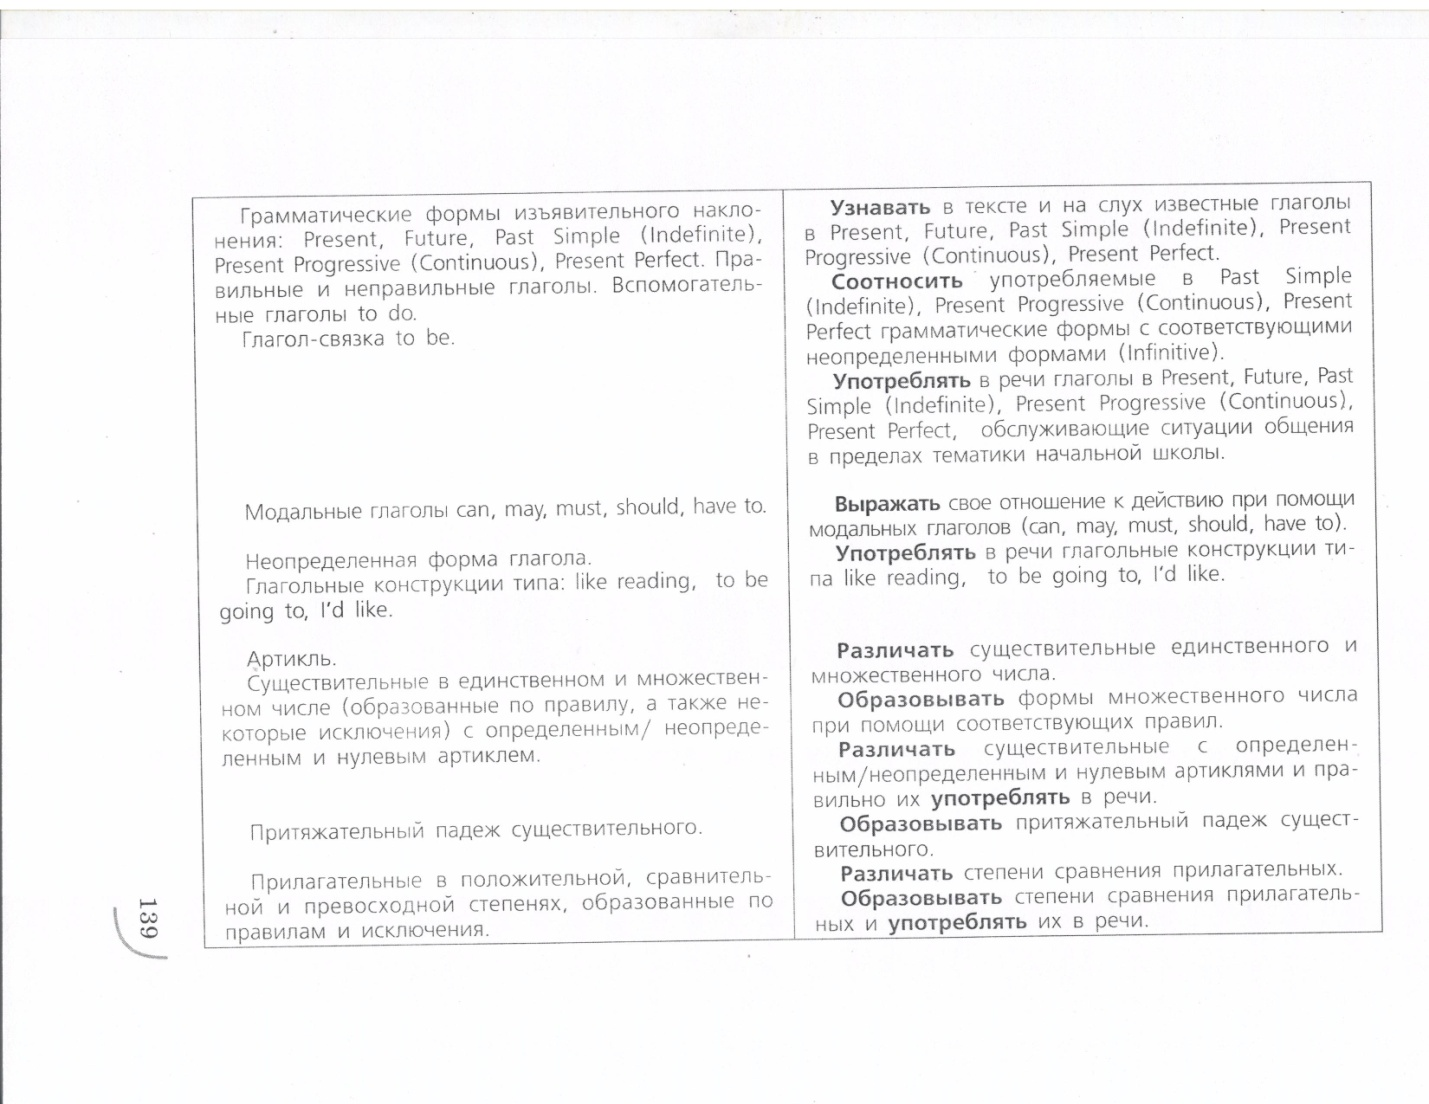 Грамматические формы изъявительного накло-
нения: Present, Future, Past Simple (Indefinite),
Present Progressive (Continuous), Present Perfect. Пра-
вильные и неправильные глаголы. Вспомогатель-
ные глаголы to do.
Глагол-связка to be.
Модальные глаголы can, may, must, should, have to.
Неопределенная форма глагола.
Глагольные конструкции типа: like reading, to be
going to, I'd like.
Артикль.
Существительные в единственном и множествен-
ном числе (образованные по правилу, а также не-
которые исключения) с определенным/ неопреде-
ленным и нулевым артиклем.
Притяжательный падеж существительного.
Прилагательные в положительной, сравнитель-
ной и превосходной степенях, образованные по
правилам и исключения.
Узнавать в тексте и на слух известные глаголы
в Present, Future, Past Simple (Indefinite), Present
Progressive (Continuous), Present Perfect.
Соотносить употребляемые в Past Simple
(Indefinite), Present Progressive (Continuous), Present
Perfect грамматические формы с соответствующими
неопределенными формами (Infinitive).
Употреблять в речи глаголы в Present, Future, Past
Simple (Indefinite), Present Progressive (Continuous),
Present Perfect, обслуживающие ситуации общения
в пределах тематики начальной школы.
Выражать свое отношение к действию при помощи
модальных глаголов (can, may, must, should, have to).
Употреблять в речи глагольные конструкции ти-
па like reading, to be going to, I'd like.
Различать существительные единственного и
множественного числа.
Образовывать формы множественного числа
при помощи соответствующих правил.
Различать существительные с определен-
ным/неопределенным и нулевым артиклями и пра-
вильно их употреблять в речи.
Образовывать притяжательный падеж сущест-
вительного.
Различать степени сравнения прилагательных.
Образовывать степени сравнения прилагатель-
ных и употреблять их в речи.
139